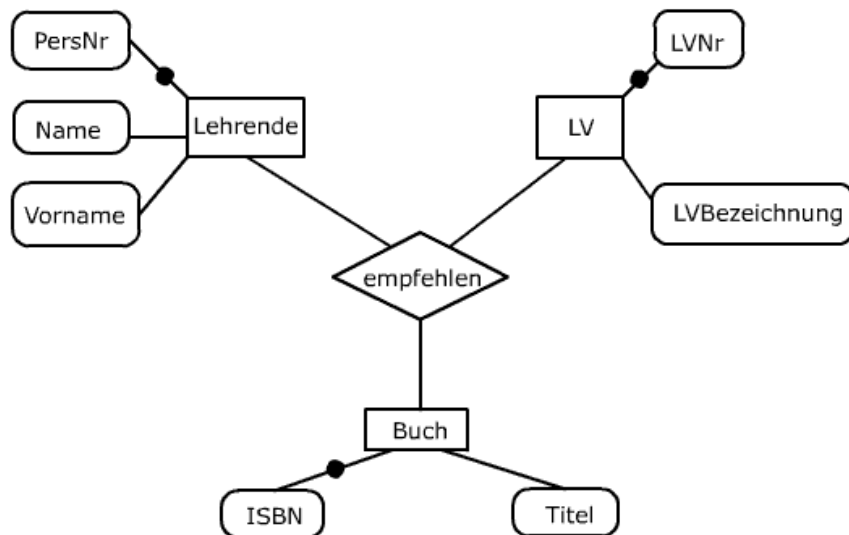 PersNr
LVNr
Name
Lehrende
LV
Vorname
LVBezeichnung
empfehlen
Buch
ISBN
Titel